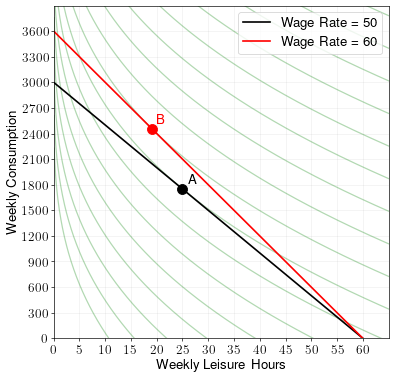 Wage Rate = 50
Wage Rate = 60
3600
3300
3000
2700
2400
2100
1800
1500
1200
900
600
300
0
Weekly Consumption
B
A
0 5 10 15 20 25 30 35 40 45 50 55 60
Weekly Leisure Hours